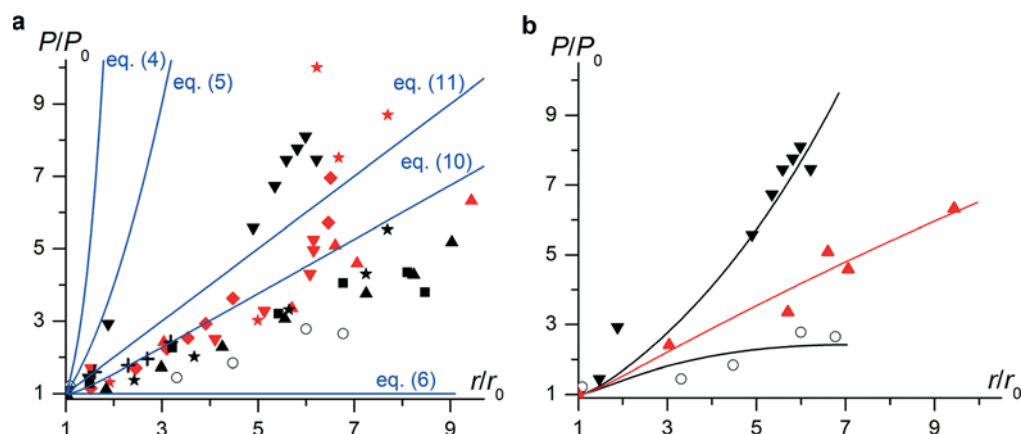 a
P/P0
eq. (4)
eq. (5)
eq. (11)
eq. (10)
eq. (6)
9
7
5
3
1
r/r0
1 3 5 7 9
b
P/P0
9
7
5
3
1
r/r0
1 3 5 7 9